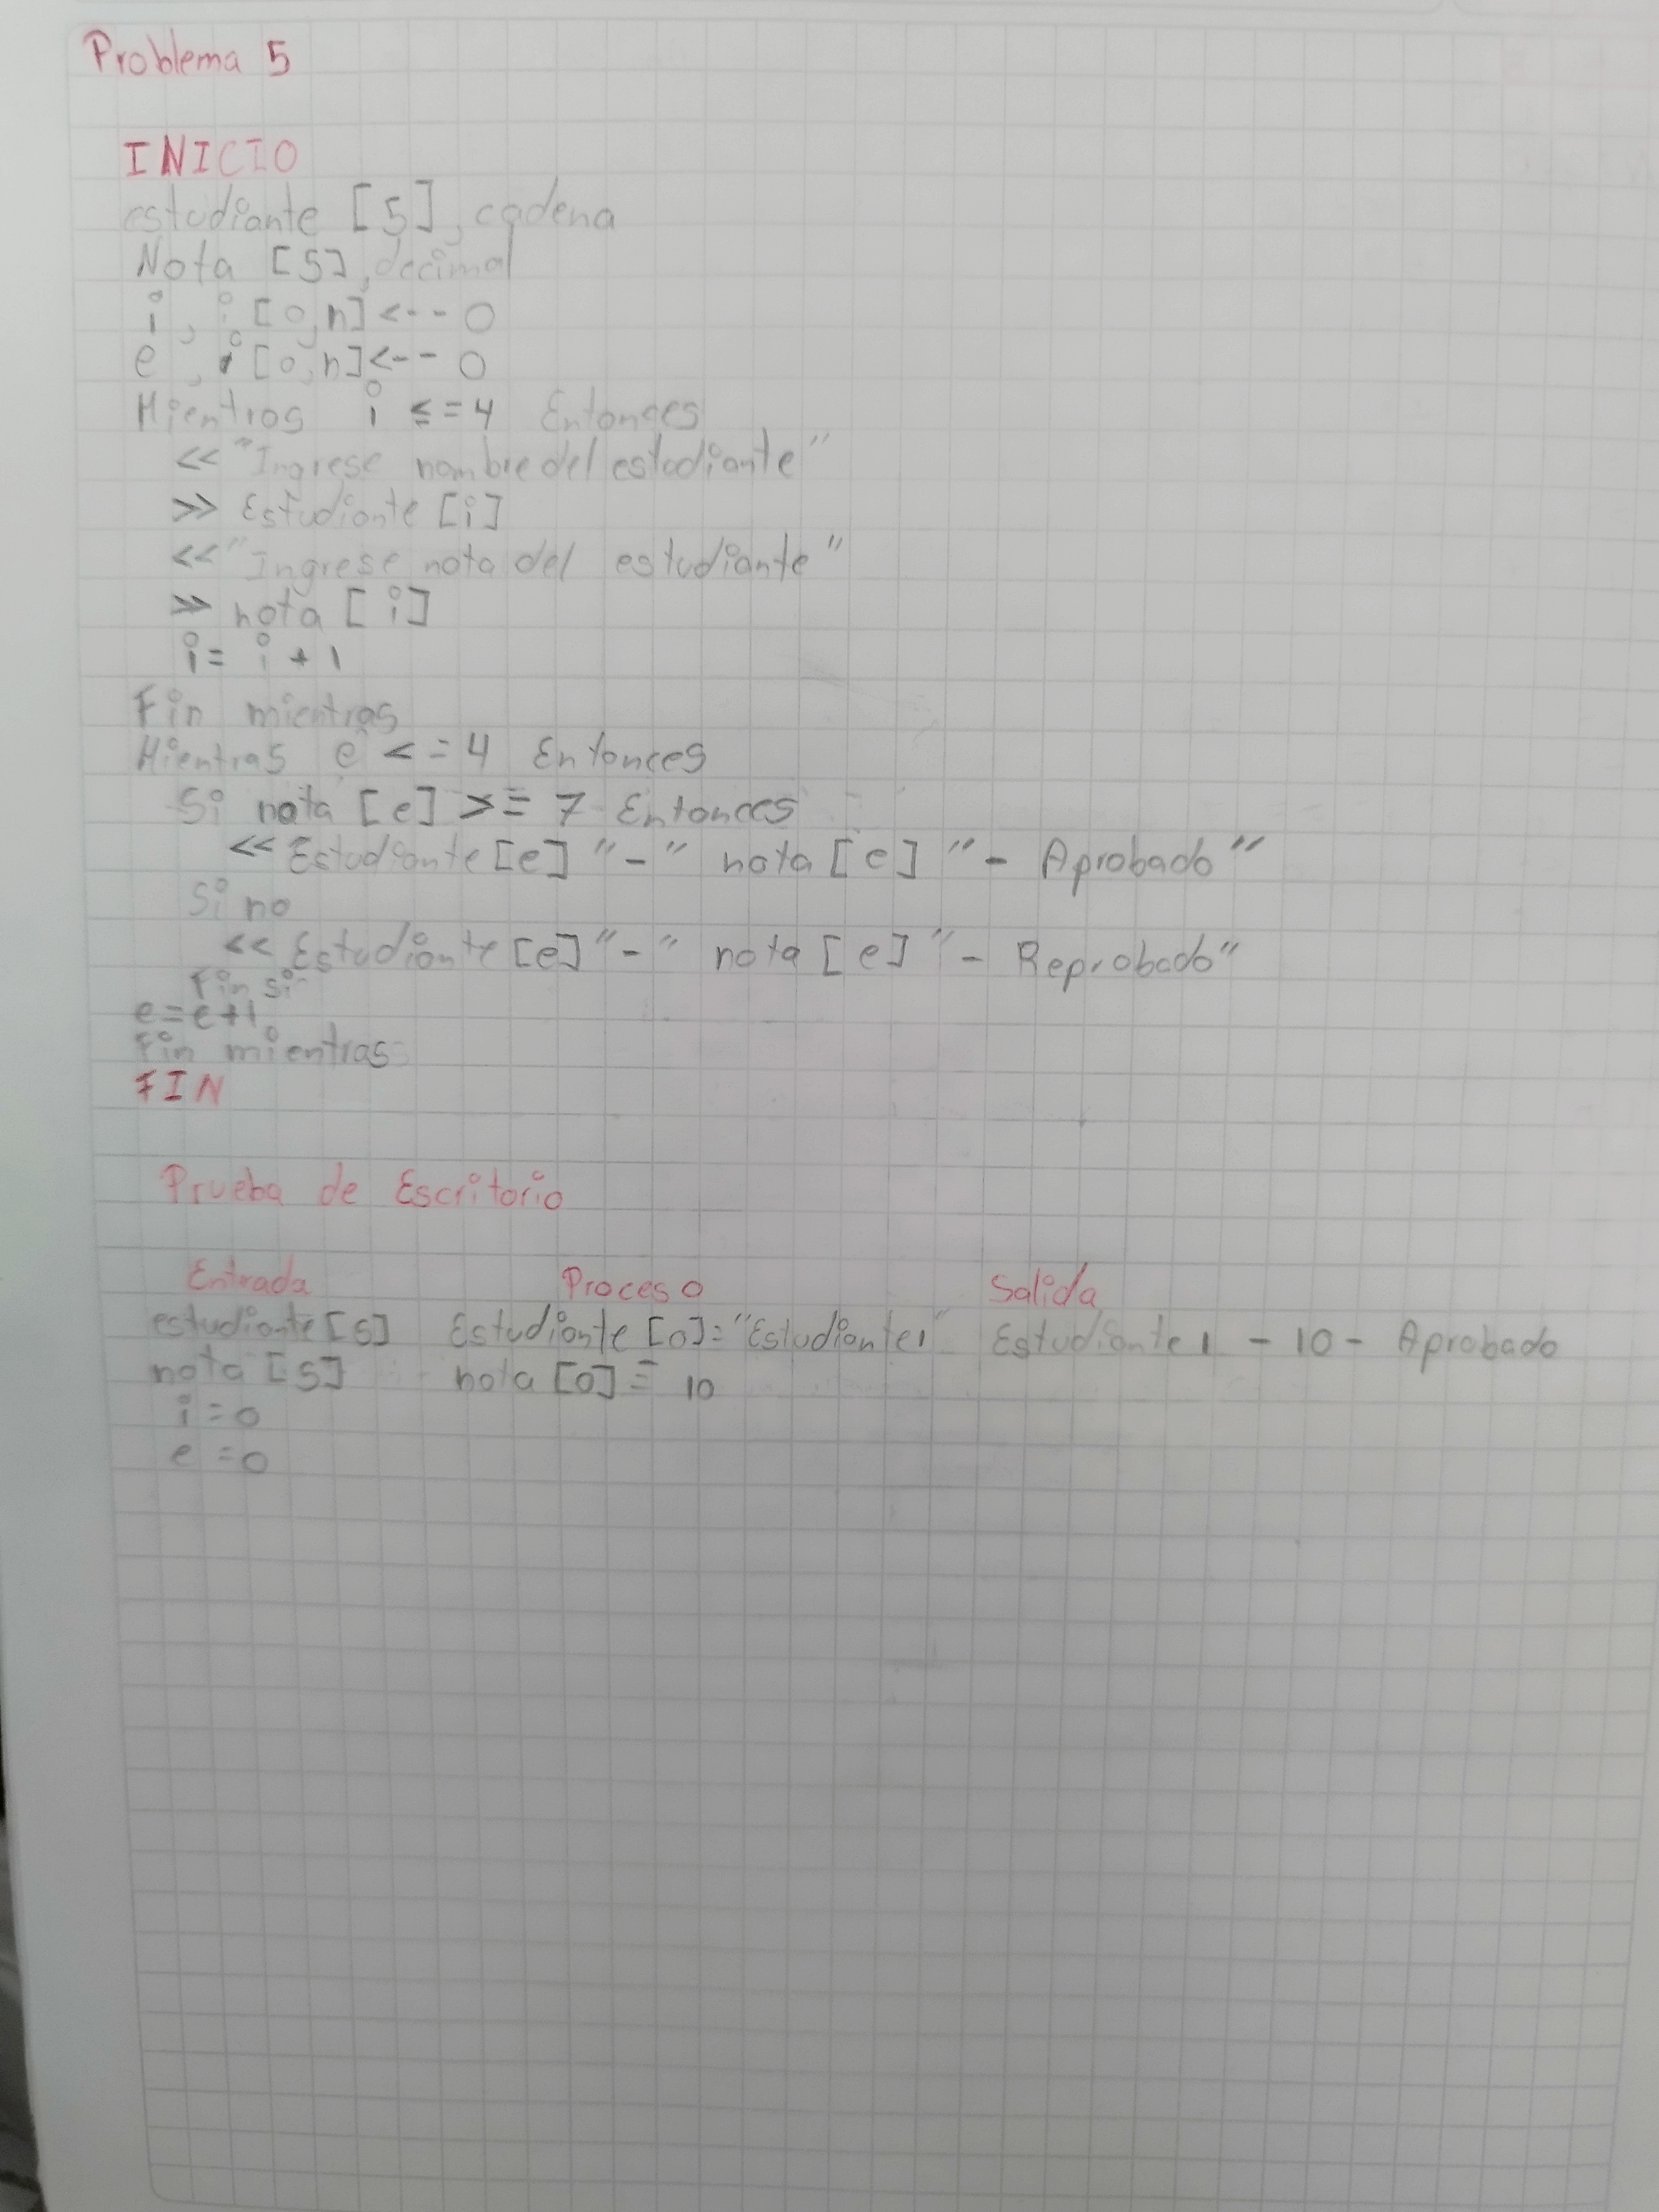 Problema 5
INICIO
estudiante [5], cadena
Nota [5], decimal
i, i [0,n] <-- 0
e, i [0,n] <-- 0
Mientras i <=4 Entonces
<< "Ingrese nombre del estudiante"
>> Estudiante [i]
<< "Ingrese nota del estudiante"
>> nota [i]
i= i + 1
Fin mientras
Mientras e <=4 Entonces
Si nota [e] >= 7 Entonces
<< Estudiante [e] "-" nota [e] "- Aprobado"
Si no
<< Estudiante [e] "-" nota [e] "- Reprobado"
Fin si
e=e+1
Fin mientras
FIN
Prueba de Escritorio
Entrada Proceso Salida
estudiante [5] Estudiante [0]="Estudiante1" Estudiante 1 - 10 - Aprobado
nota [5] nota [0] = 10
i=0
e=0